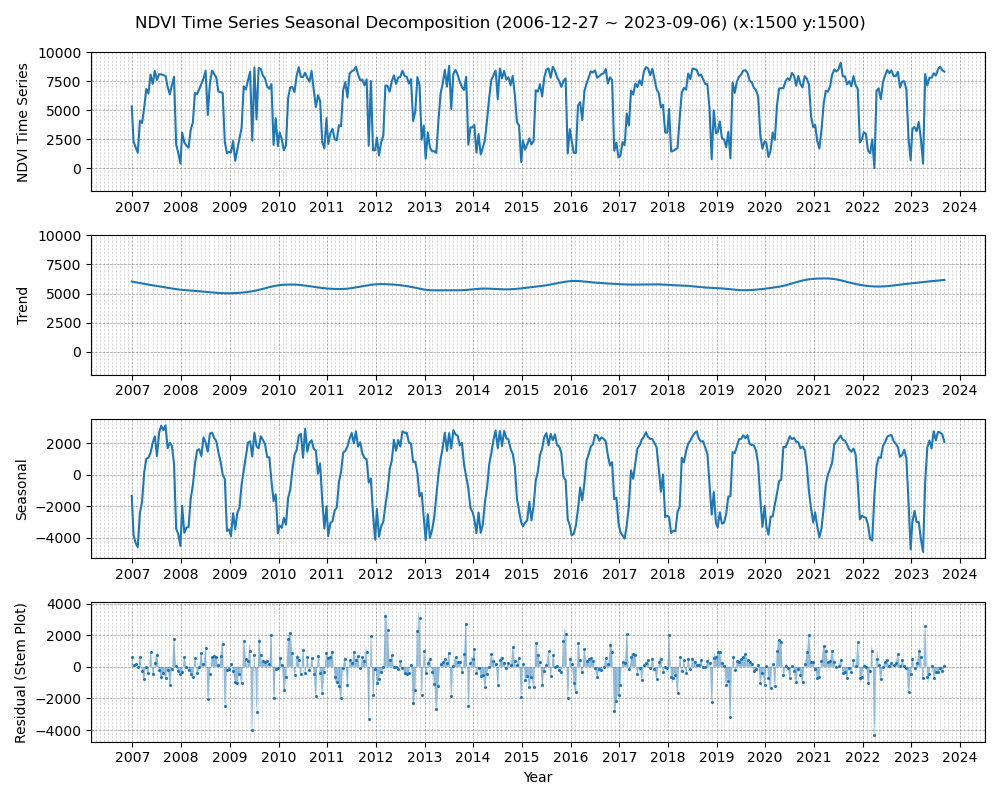 NDVI Time Series Seasonal Decomposition (2006-12-27 ~ 2023-09-06) (x:1500 y:1500)
NDVI Time Series
10000
7500
5000
2500
0
2007 2008 2009 2010 2011 2012 2013 2014 2015 2016 2017 2018 2019 2020 2021 2022 2023 2024
Trend
10000
7500
5000
2500
0
2007 2008 2009 2010 2011 2012 2013 2014 2015 2016 2017 2018 2019 2020 2021 2022 2023 2024
Seasonal
2000
0
−2000
−4000
2007 2008 2009 2010 2011 2012 2013 2014 2015 2016 2017 2018 2019 2020 2021 2022 2023 2024
Residual (Stem Plot)
4000
2000
0
−2000
−4000
2007 2008 2009 2010 2011 2012 2013 2014 2015 2016 2017 2018 2019 2020 2021 2022 2023 2024
Year